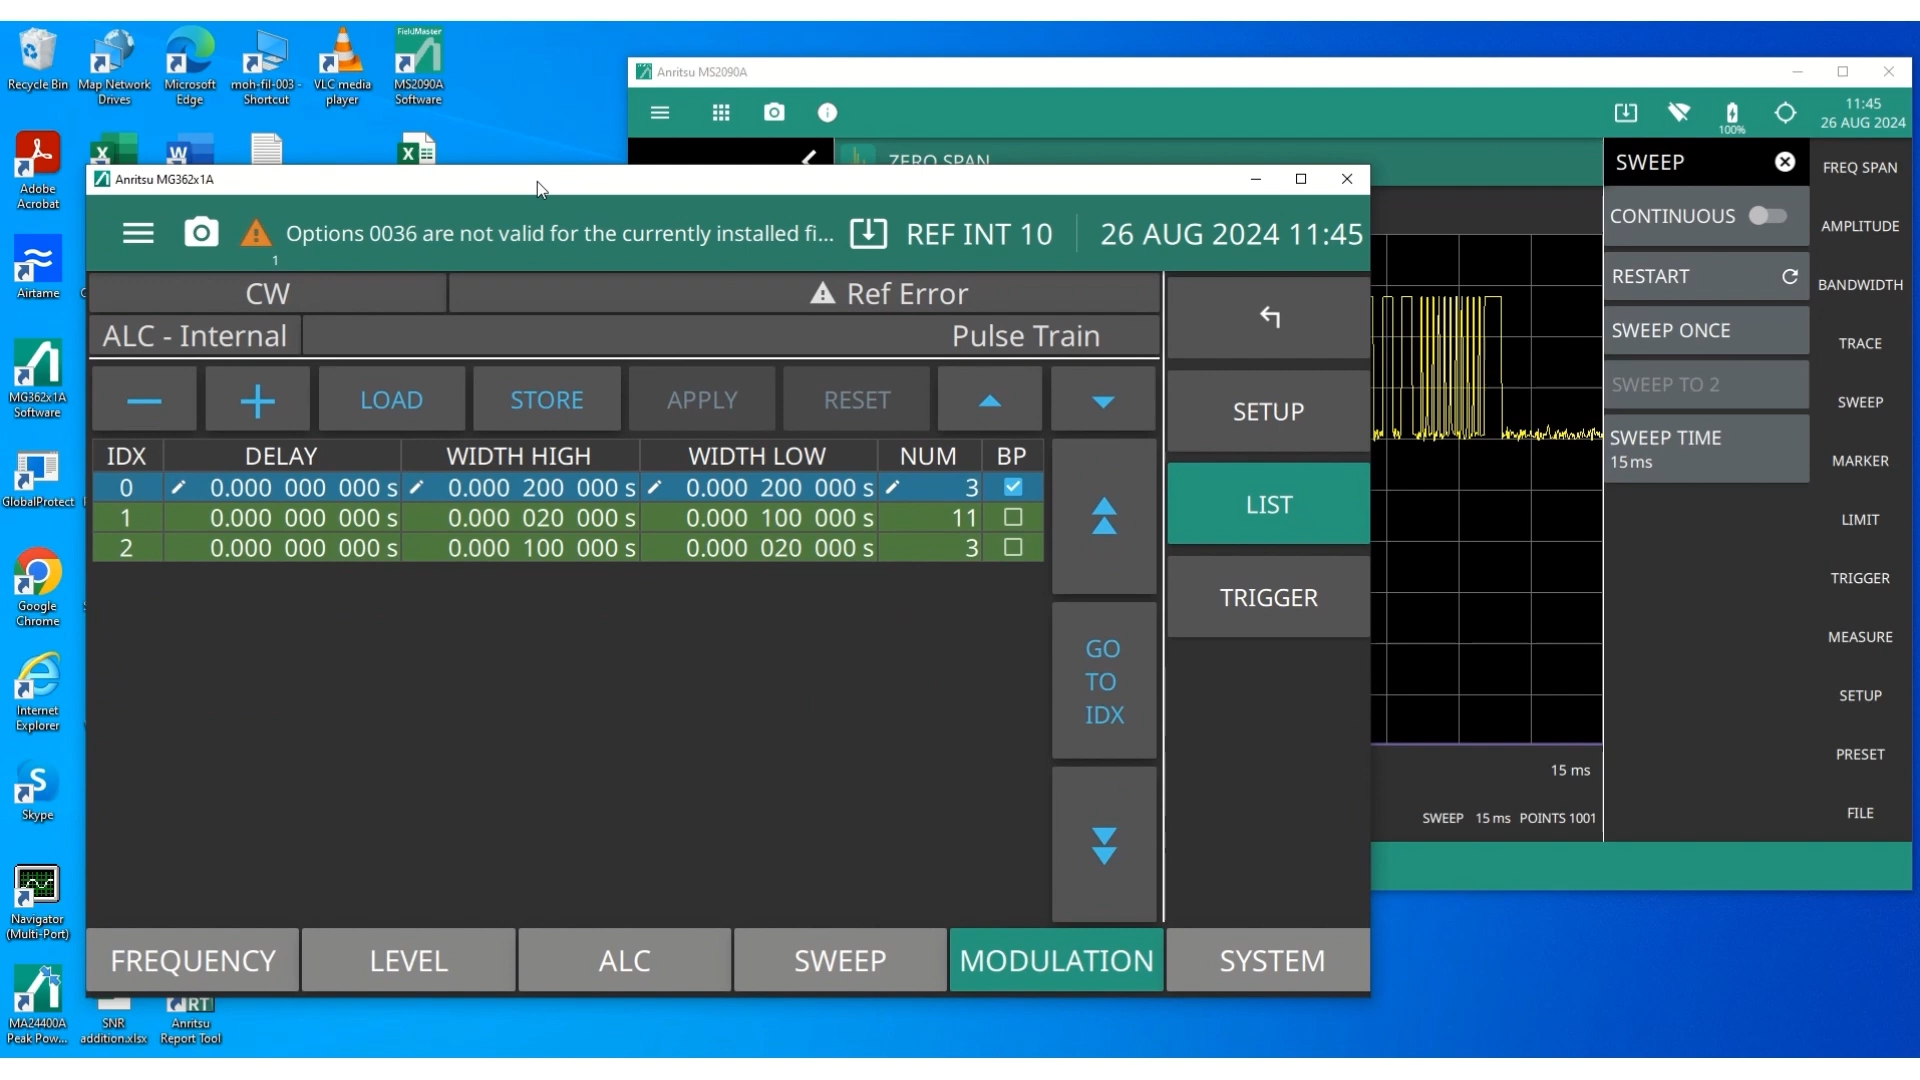 FieldMaster
Recycle Bin
Map Network
Drives
Microsoft
Edge
moh-fil-003 -
Shortcut
VLC media
player
MS2090A
Software
Adobe
Acrobat
Airtame
MG362x1A
Software
GlobalProtect
Google
Chrome
Internet
Explorer
Skype
Navigator
(Multi-Port)
MA24400A
Peak Pow...
SNR
addition.xlsx
RT
Anritsu
Report Tool
Anritsu MS2090A
100%
11:45
26 AUG 2024
ZERO SPAN
SWEEP
CONTINUOUS
RESTART
SWEEP ONCE
SWEEP TO 2
SWEEP TIME
15 ms
FREQ SPAN
AMPLITUDE
BANDWIDTH
TRACE
SWEEP
MARKER
LIMIT
TRIGGER
MEASURE
SETUP
PRESET
FILE
15 ms
SWEEP 15 ms POINTS 1001
Anritsu MG362x1A
Options 0036 are not valid for the currently installed fi...
1
REF INT 10
26 AUG 2024 11:45
CW
Ref Error
ALC - Internal
Pulse Train
LOAD STORE APPLY RESET
IDX DELAY WIDTH HIGH WIDTH LOW NUM BP
0 0.000 000 000 s 0.000 200 000 s 0.000 200 000 s 3
1 0.000 000 000 s 0.000 020 000 s 0.000 100 000 s 11
2 0.000 000 000 s 0.000 100 000 s 0.000 020 000 s 3
GO
TO
IDX
SETUP
LIST
TRIGGER
FREQUENCY LEVEL ALC SWEEP MODULATION SYSTEM